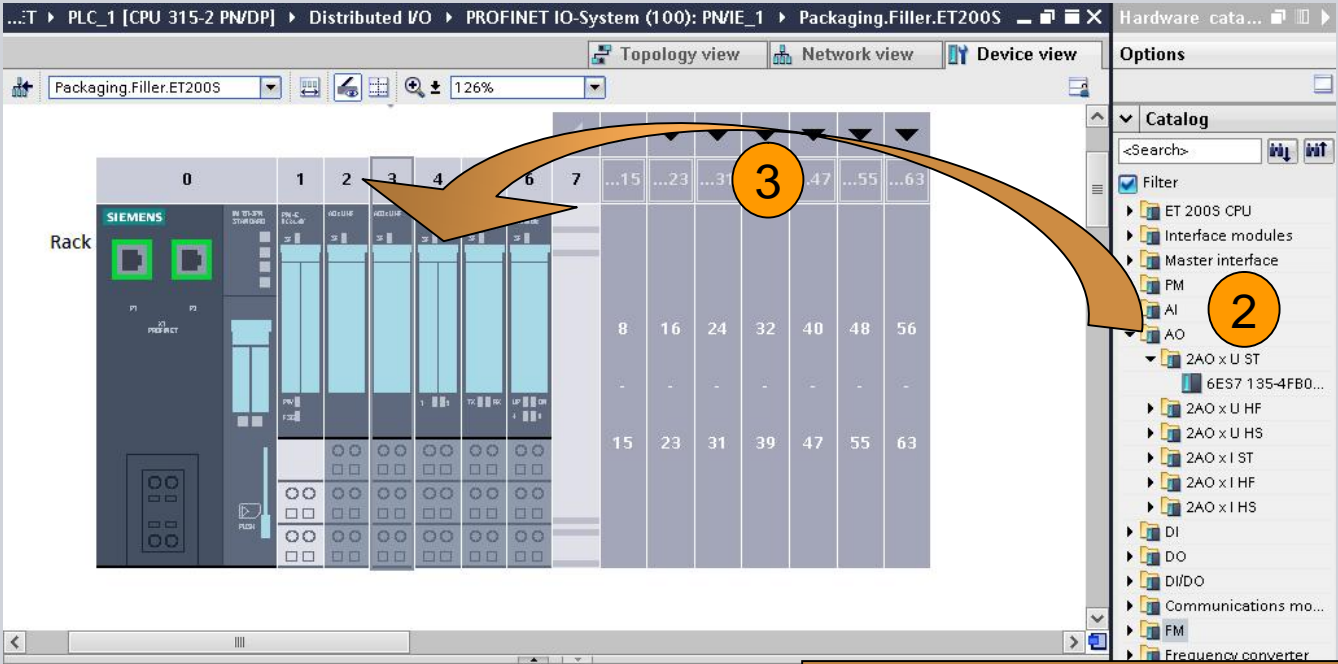 ...:T ▸ PLC_1 [CPU 315-2 PN/DP] ▸ Distributed I/O ▸ PROFINET IO-System (100): PN/IE_1 ▸ Packaging.Filler.ET200S
Hardware cata...
Topology view Network view Device view
Options
Packaging.Filler.ET200S 126%
Catalog
<Search>
Filter
0 1 2 3 4 6 7 ...15 ...23 ...31 3 .47 ...55 ...63
Rack
SIEMENS
P1
PROFINET
PUSH
8 16 24 32 40 48 56
- - - - - - -
15 23 31 39 47 55 63
ET 200S CPU
Interface modules
Master interface
PM
AI
2
AO
2AO x U ST
6ES7 135-4FB0...
2AO x U HF
2AO x U HS
2AO x I ST
2AO x I HF
2AO x I HS
DI
DO
DI/DO
Communications mo...
FM
Frequency converter